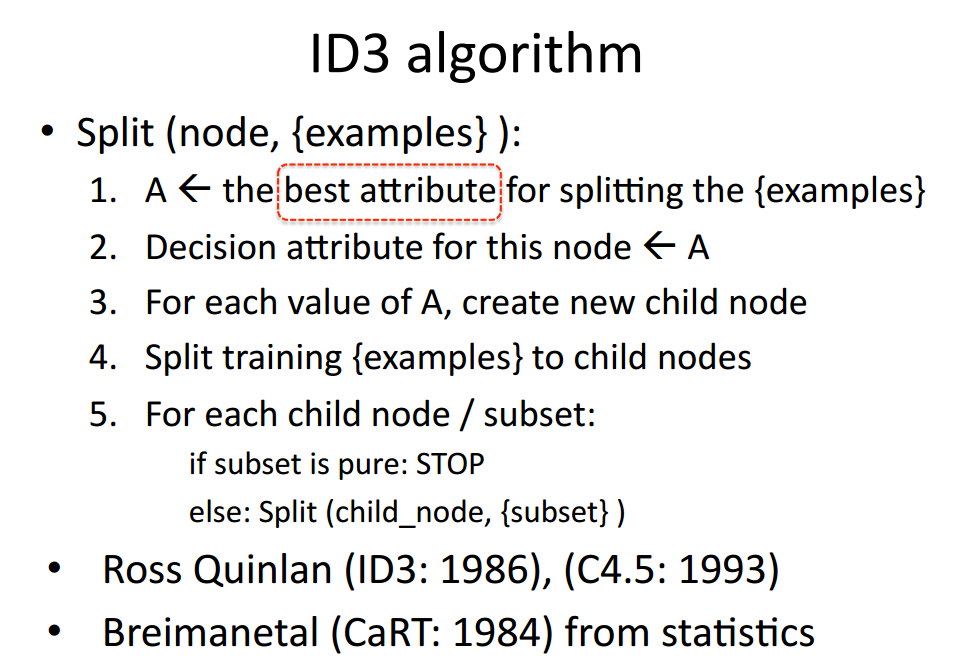 ID3 algorithm
• Split (node, {examples} ):
1. A ← the best attribute for splitting the {examples}
2. Decision attribute for this node ← A
3. For each value of A, create new child node
4. Split training {examples} to child nodes
5. For each child node / subset:
if subset is pure: STOP
else: Split (child_node, {subset} )
• Ross Quinlan (ID3: 1986), (C4.5: 1993)
• Breimanetal (CaRT: 1984) from statistics